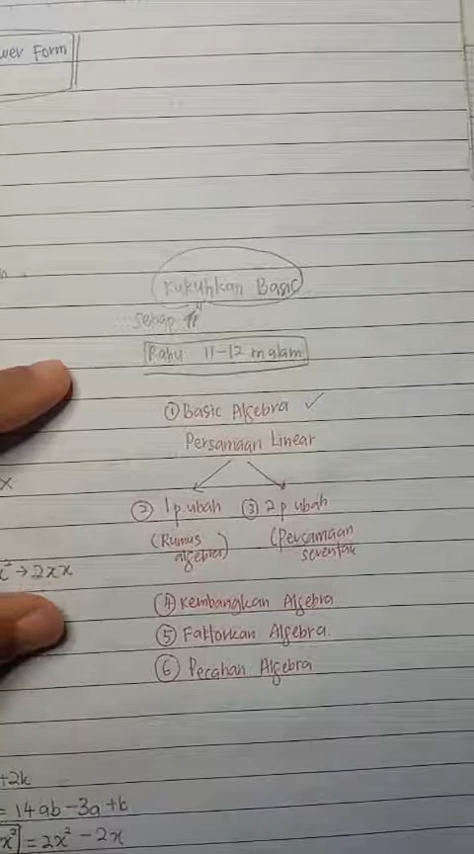 wer Form
Kukuhkan Basic
setiap
Rabu 11-12 malam
① Basic Algebra ✓
Persamaan Linear
② 1 p.ubah ③ 2 p.ubah
(Rumus algebra) (Persamaan serentak)
x
→ 2xx
④ Kembangkan Algebra
⑤ Faktorkan Algebra
⑥ Pecahan Algebra
+2k
= 14ab - 3a + b
x²] = 2x² - 2x